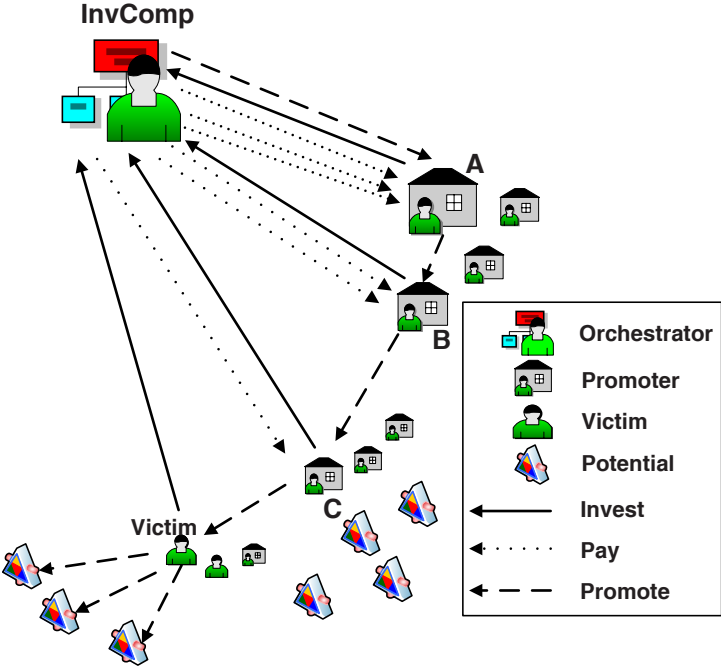 InvComp
A
B
C
Victim
Orchestrator
Promoter
Victim
Potential
Invest
Pay
Promote